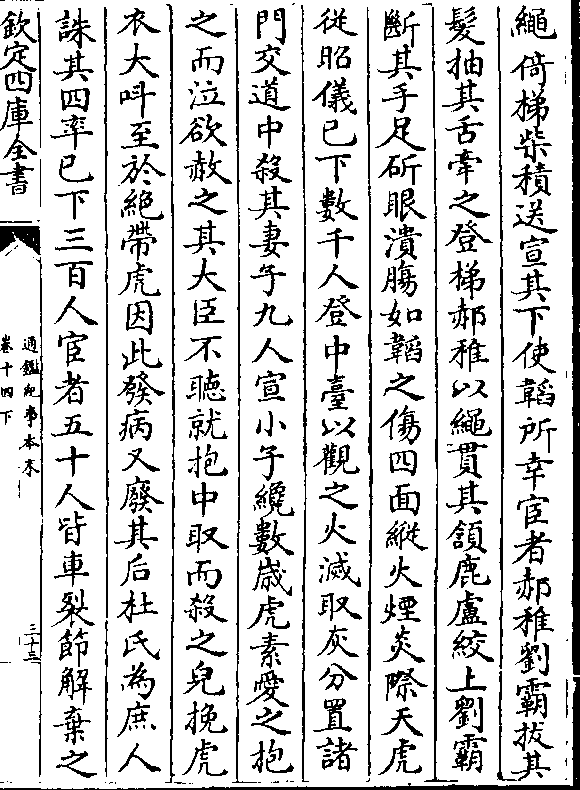 繩倚梯柴積送宣其下使韜所幸宦者郝稚劉霸拔其
髮抽其舌牽之登梯郝稚以繩貫其頷鹿盧絞上劉霸
斷其手足斫眼潰腸如韜之傷四面縱火煙炎際天虎
從昭儀已下數千人登中臺以觀之火滅取灰分置諸
門交道中殺其妻子九人宣小子纔數嵗虎素愛之抱
之而泣欲赦之其大臣不聽就抱中取而殺之兒挽虎
衣大呌至於絶帶虎因此發病又廢其后杜氏為庶人
誅其四率已下三百人宦者五十人皆車裂節解棄之
欽定四庫全書
通鑑紀事本末
卷十四下
三十三